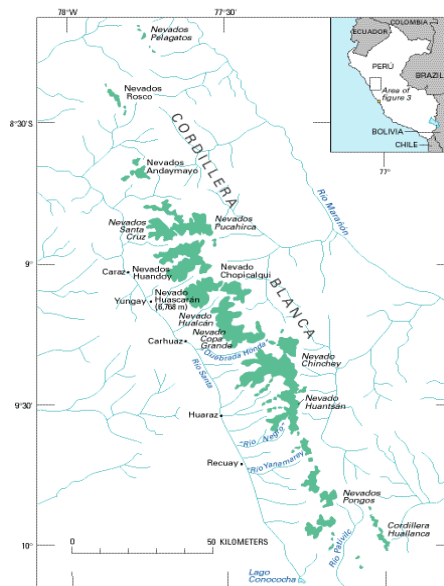 78°W
77°30'
Nevados
Pelagatos
ECUADOR
COLOMBIA
PERÚ
BRAZIL
Area of
figure 3
BOLIVIA
CHILE
77°
Nevados
Rosco
8°30'S
CORDILLERA
Nevados
Andaymayo
Río Marañón
Nevados
Santa
Cruz
Nevados
Pucahirca
9°
Caraz
Nevados
Huandoy
Nevado
Chopicalqui
BLANCA
Yungay
Nevado
Huascarán
(6,768 m)
Nevado
Hualcán
Nevado
Copa
Grande
Carhuaz
Quebrada Honda
Nevado
Chinchey
Río Santa
Nevado
Huantsán
9°30'
Huaraz
"Río Negro"
Recuay
"Río Yanamarey"
Nevados
Pongos
Cordillera
Huallanca
10°
0
50 KILOMETERS
Río Pativilc
Lago
Conococha